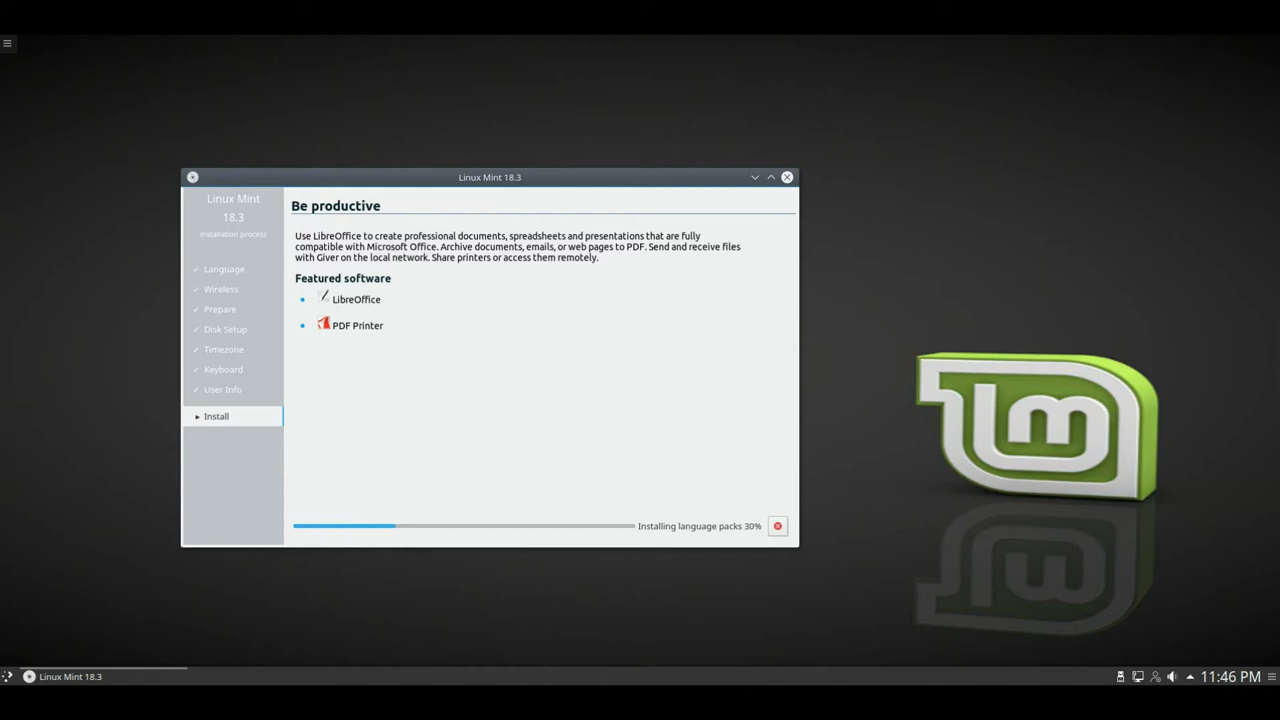 Linux Mint 18.3
Linux Mint
18.3
Installation process
Language
Wireless
Prepare
Disk Setup
Timezone
Keyboard
User Info
Install
Be productive
Use LibreOffice to create professional documents, spreadsheets and presentations that are fully
compatible with Microsoft Office. Archive documents, emails, or web pages to PDF. Send and receive files
with Giver on the local network. Share printers or access them remotely.
Featured software
LibreOffice
PDF Printer
Installing language packs 30%
lm
Linux Mint 18.3
11:46 PM